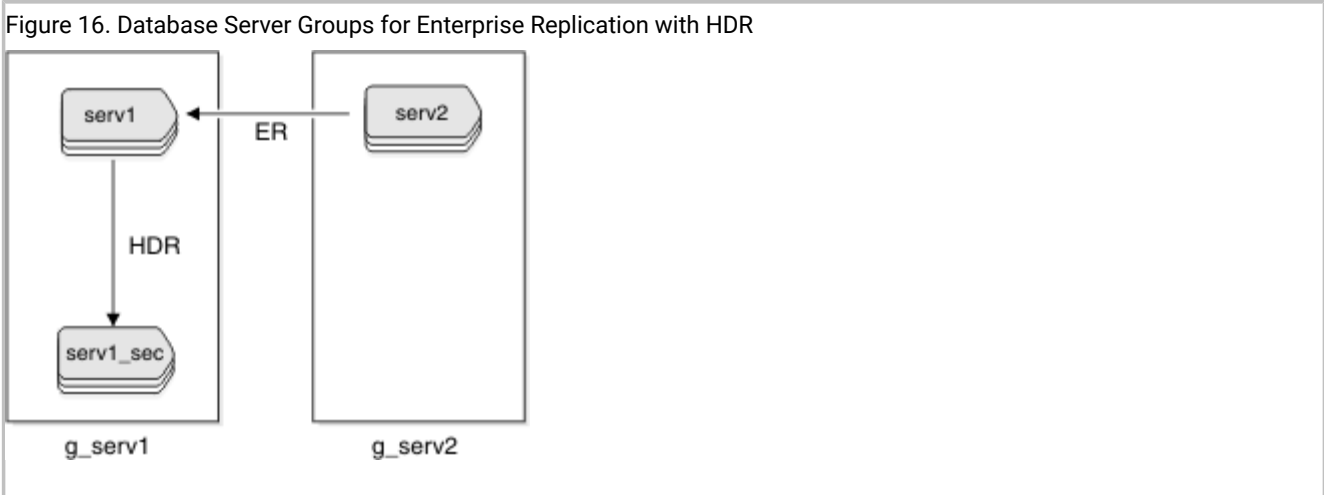 Figure 16. Database Server Groups for Enterprise Replication with HDR
serv1
serv2
ER
HDR
serv1_sec
g_serv1
g_serv2